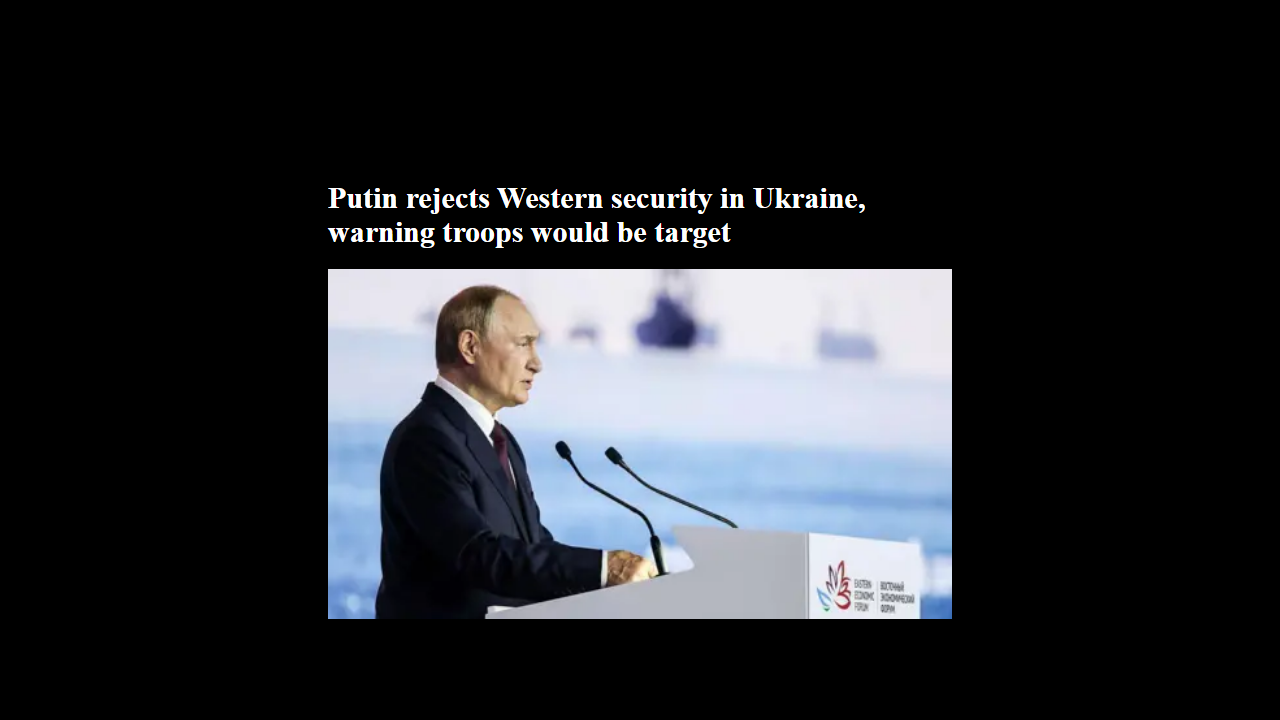 Putin rejects Western security in Ukraine,
warning troops would be target
EASTERN
ECONOMIC
FORUM
ВОСТОЧНЫЙ
ЭКОНОМИЧЕСКИЙ
ФОРУМ